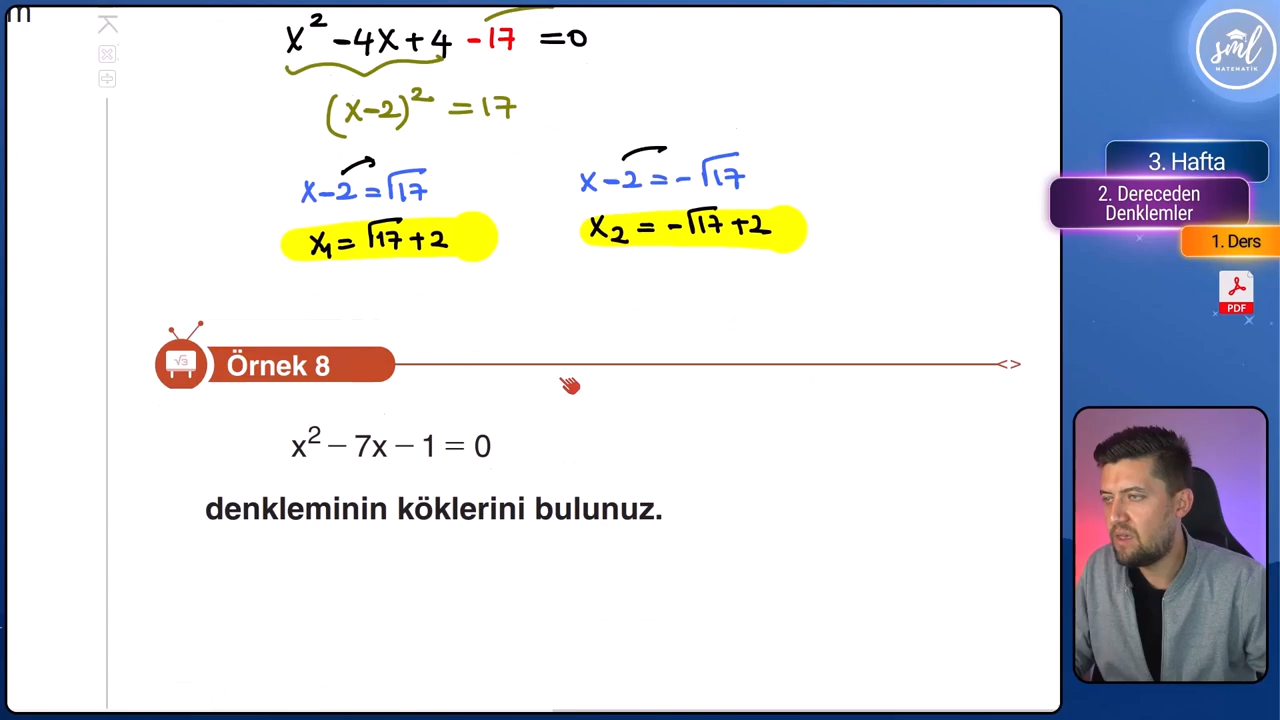 m
x² - 4x + 4 - 17 = 0
(x-2)² = 17
x-2 = √17
x-2 = -√17
x₁ = √17 + 2
x₂ = -√17 + 2
Örnek 8
x² - 7x - 1 = 0
denkleminin köklerini bulunuz.
sml
MATEMATİK
3. Hafta
2. Dereceden
Denklemler
1. Ders
PDF
K
√3